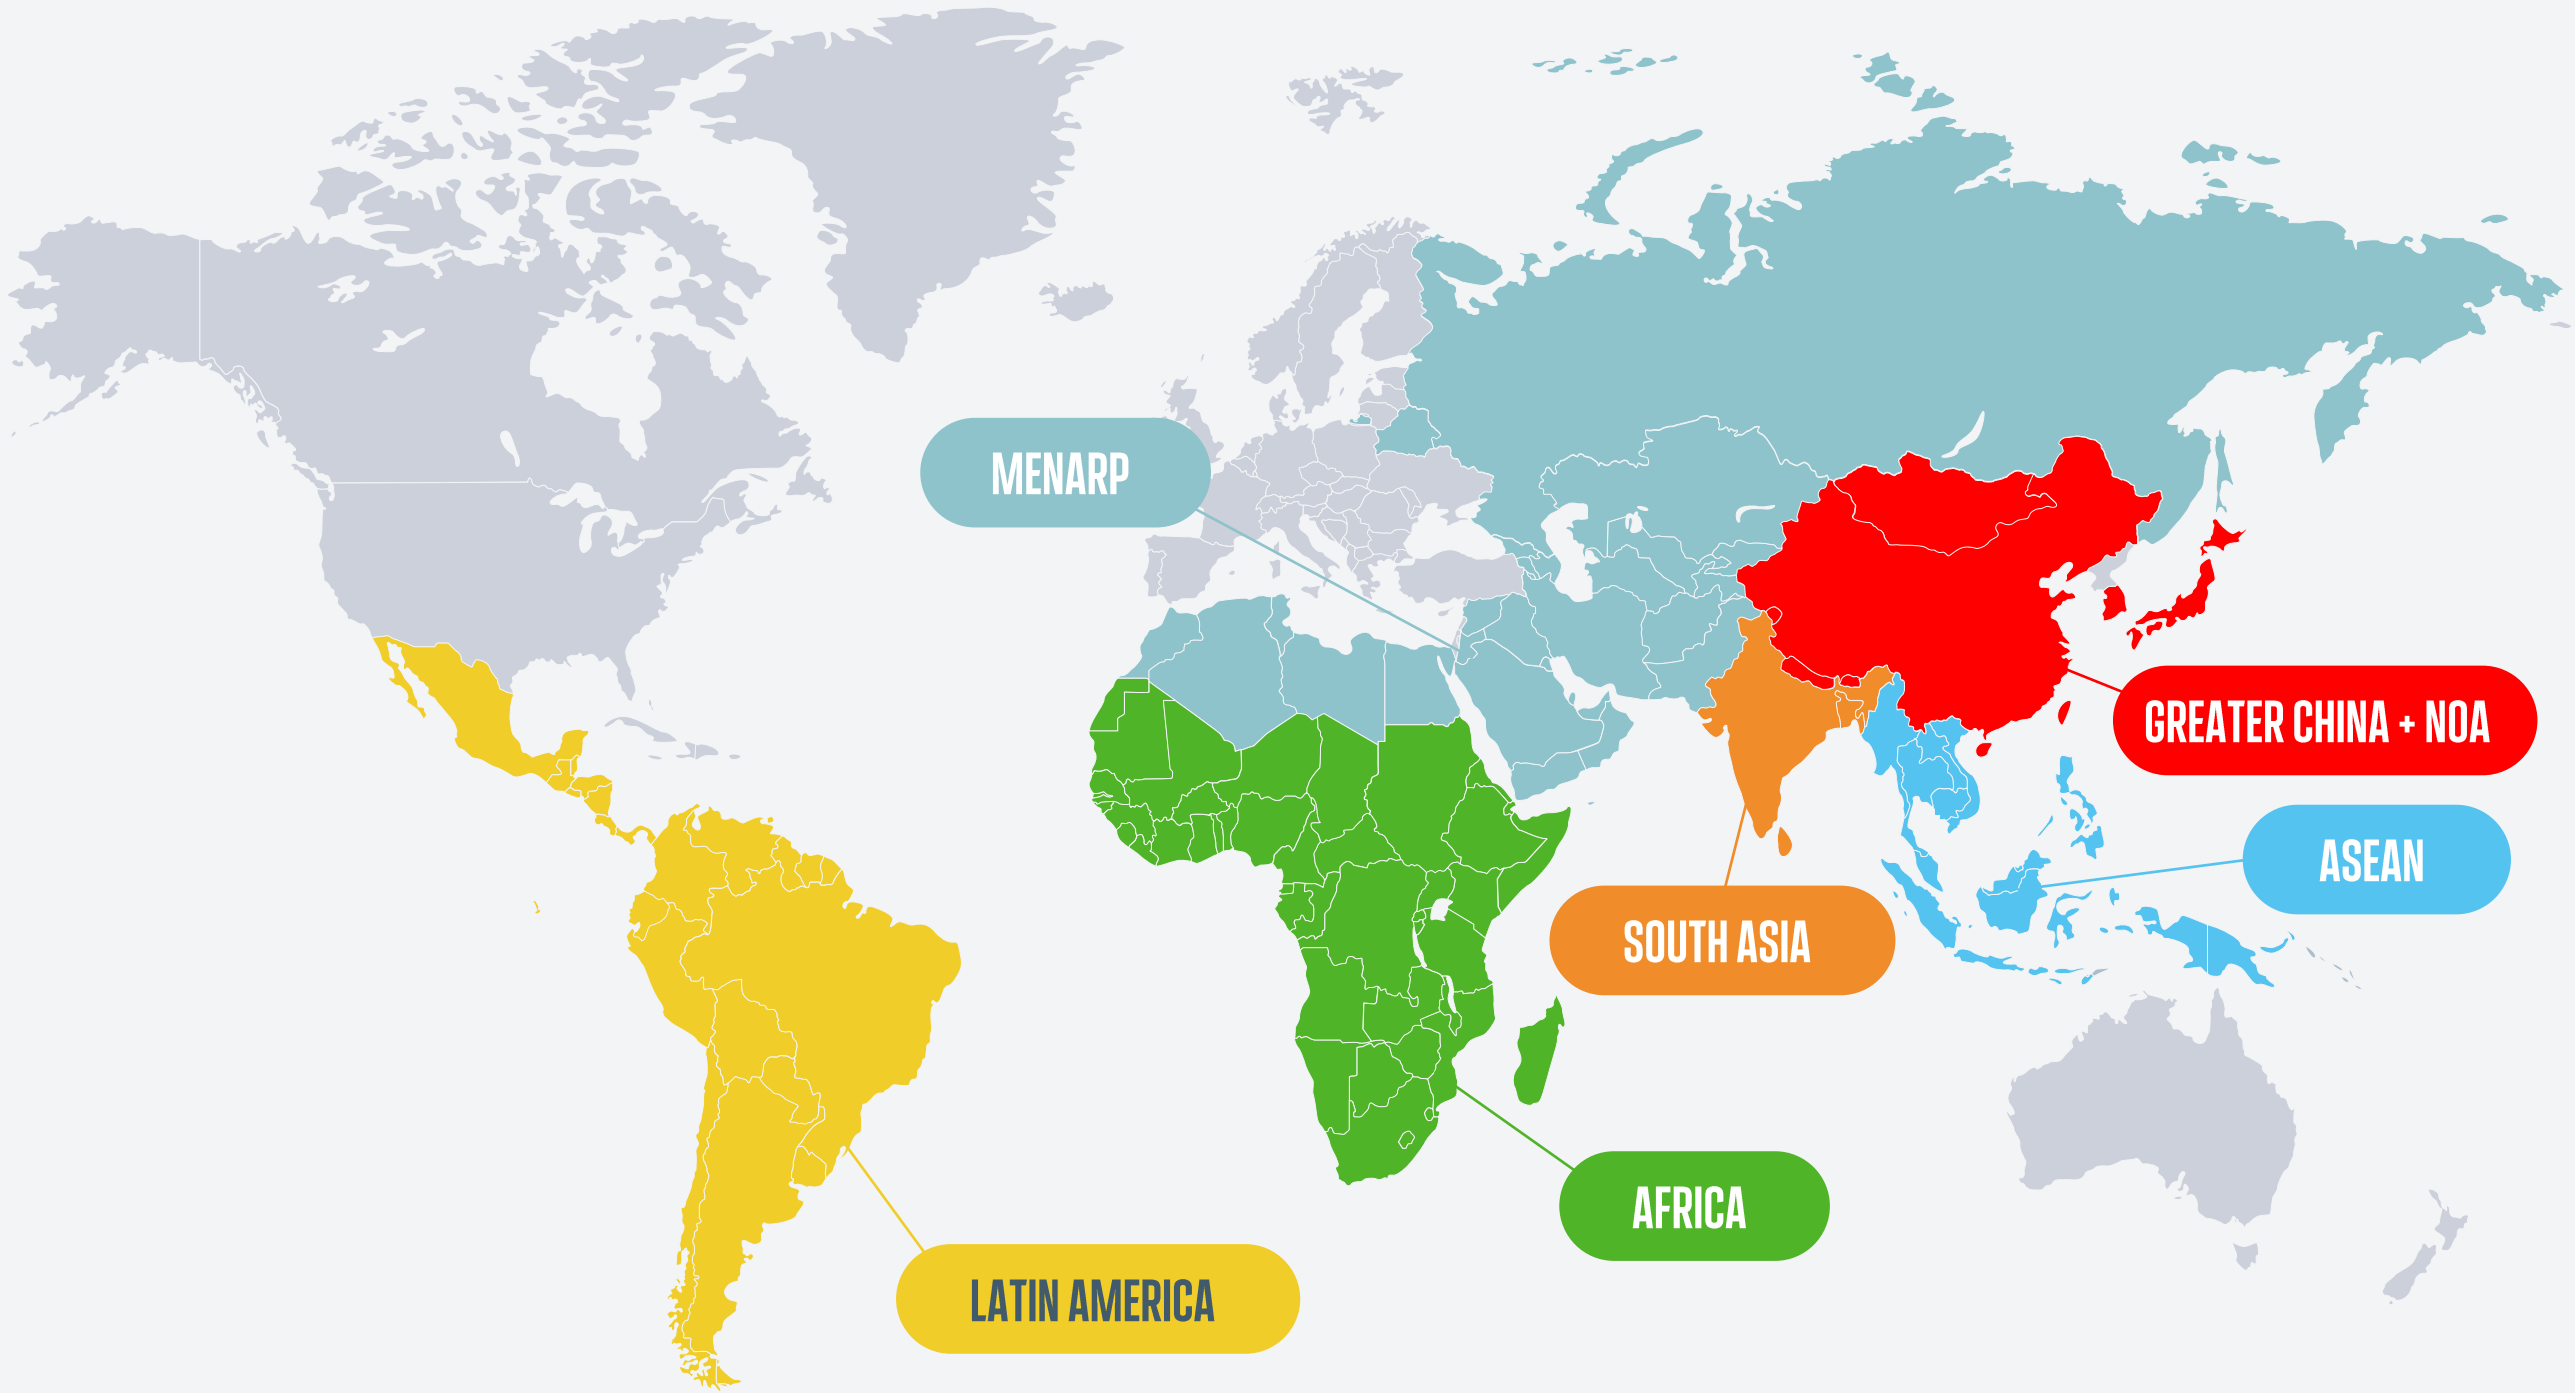 MENARP
GREATER CHINA + NOA
ASEAN
SOUTH ASIA
AFRICA
LATIN AMERICA